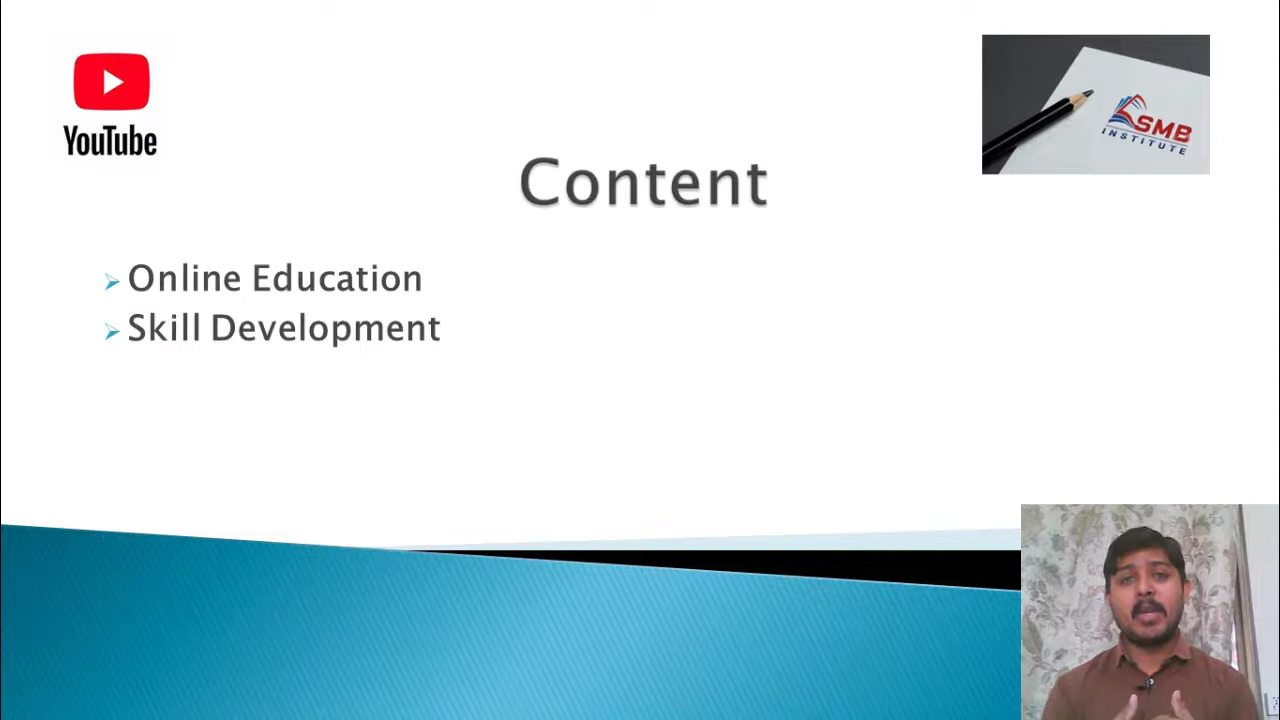 YouTube
SMB
INSTITUTE
Content
Online Education
Skill Development